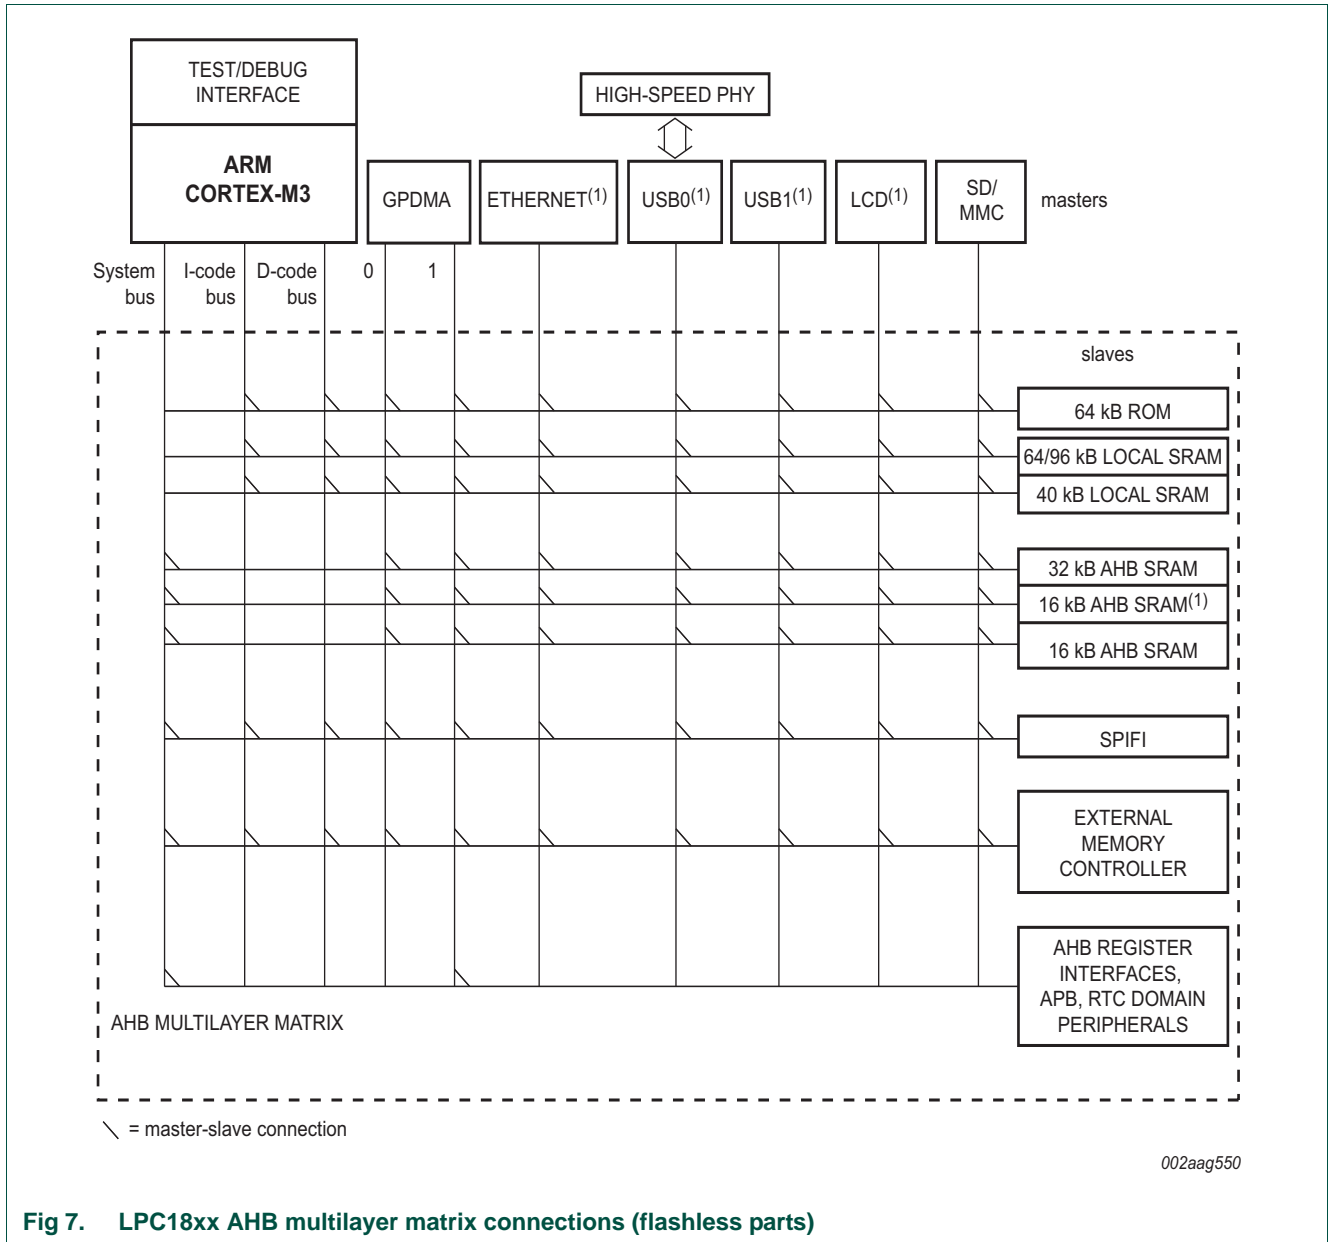 TEST/DEBUG
INTERFACE
HIGH-SPEED PHY
ARM
CORTEX-M3
GPDMA
ETHERNET(1)
USB0(1)
USB1(1)
LCD(1)
SD/
MMC
masters
System
bus
I-code
bus
D-code
bus
0
1
slaves
64 kB ROM
64/96 kB LOCAL SRAM
40 kB LOCAL SRAM
32 kB AHB SRAM
16 kB AHB SRAM(1)
16 kB AHB SRAM
SPIFI
EXTERNAL
MEMORY
CONTROLLER
AHB REGISTER
INTERFACES,
APB, RTC DOMAIN
PERIPHERALS
AHB MULTILAYER MATRIX
= master-slave connection
002aag550
Fig 7. LPC18xx AHB multilayer matrix connections (flashless parts)